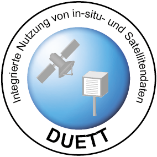 Integrierte Nutzung von in-situ- und Satellitendaten
DUETT